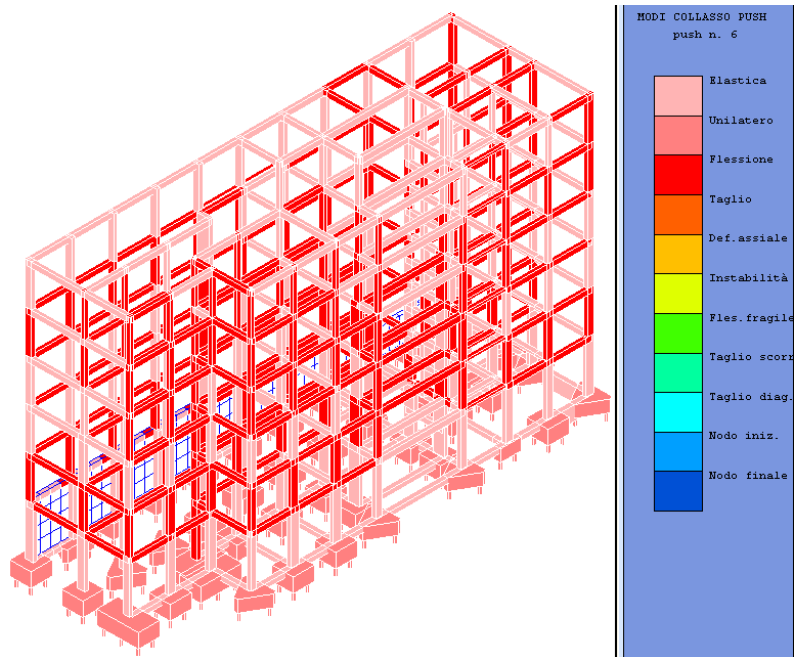 MODI COLLASSO PUSH
push n. 6
Elastica
Unilatero
Flessione
Taglio
Def.assiale
Instabilità
Fles.fragile
Taglio scorr
Taglio diag.
Nodo iniz.
Nodo finale